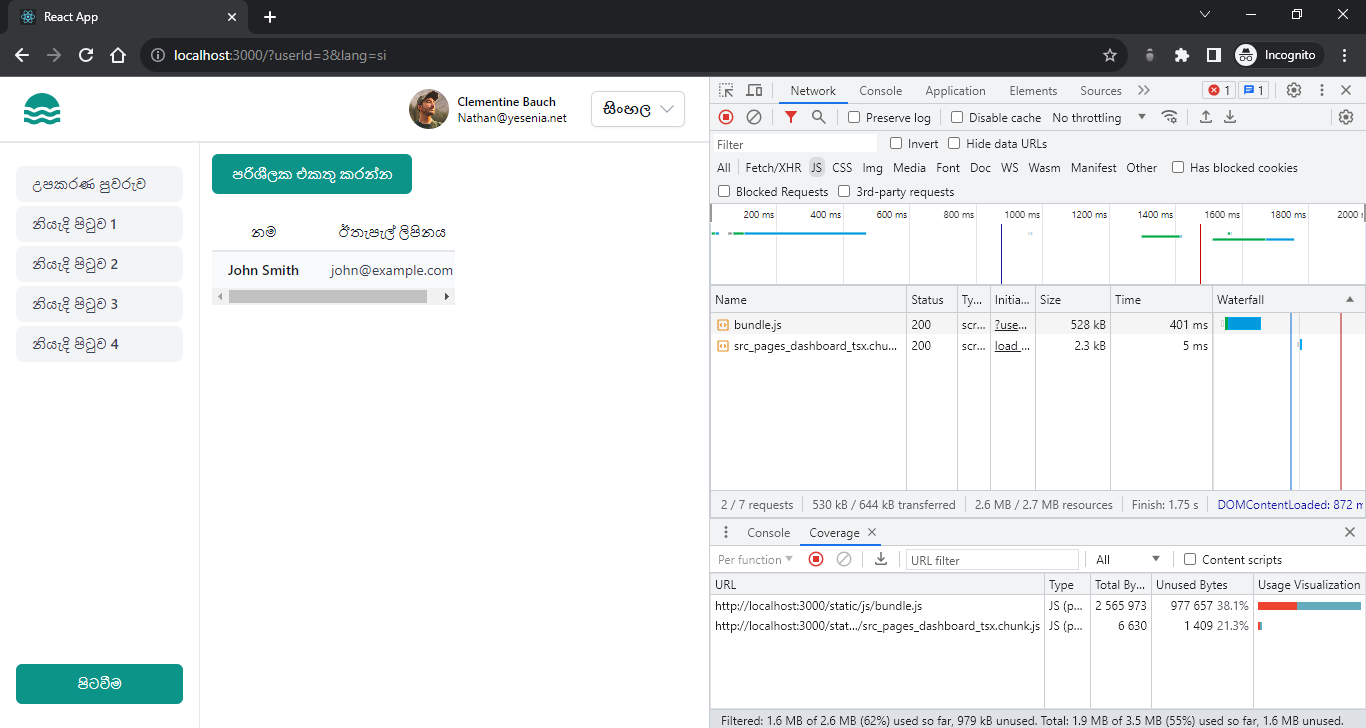 React App
localhost:3000/?userId=3&lang=si
Incognito
Clementine Bauch
Nathan@yesenia.net
සිංහල
උපකරණ පුවරුව
නියැදි පිටුව 1
නියැදි පිටුව 2
නියැදි පිටුව 3
නියැදි පිටුව 4
පිටවීම
පරිශීලක එකතු කරන්න
නම ඊතැපැල් ලිපිනය
John Smith john@example.com
Network Console Application Elements Sources 1 1
Preserve log Disable cache No throttling
Filter Invert Hide data URLs
All Fetch/XHR JS CSS Img Media Font Doc WS Wasm Manifest Other Has blocked cookies
Blocked Requests 3rd-party requests
200 ms 400 ms 600 ms 800 ms 1000 ms 1200 ms 1400 ms 1600 ms 1800 ms 2000
Name Status Ty... Initia... Size Time Waterfall
bundle.js 200 scr... ?use... 528 kB 401 ms
src_pages_dashboard_tsx.chu... 200 scr... load_... 2.3 kB 5 ms
2 / 7 requests 530 kB / 644 kB transferred 2.6 MB / 2.7 MB resources Finish: 1.75 s DOMContentLoaded: 872 m
Console Coverage
Per function URL filter All Content scripts
URL Type Total By... Unused Bytes Usage Visualization
http://localhost:3000/static/js/bundle.js JS (p... 2 565 973 977 657 38.1%
http://localhost:3000/stat.../src_pages_dashboard_tsx.chunk.js JS (p... 6 630 1 409 21.3%
Filtered: 1.6 MB of 2.6 MB (62%) used so far, 979 kB unused. Total: 1.9 MB of 3.5 MB (55%) used so far, 1.6 MB unused.